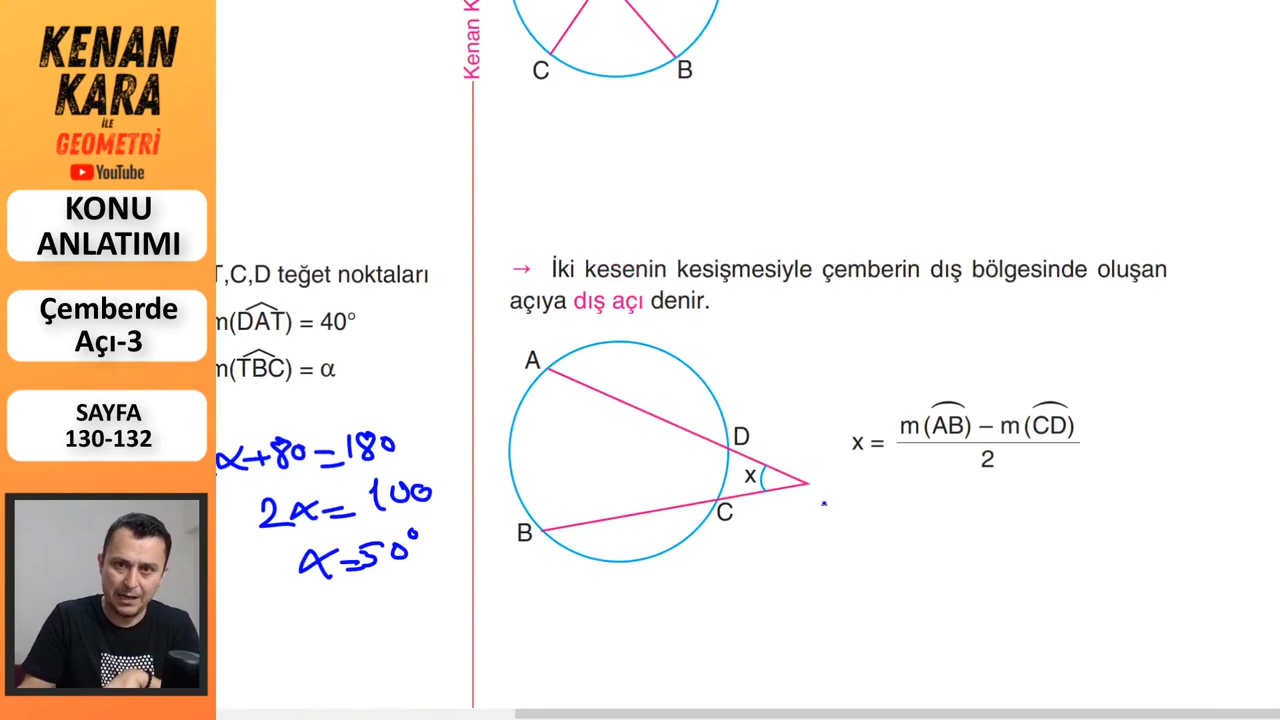 KENAN
KARA
İLE
GEOMETRİ
YouTube
KONU
ANLATIMI
Çemberde
Açı-3
SAYFA
130-132
Kenan K
C
B
T,C,D teğet noktaları
m(DAT) = 40°
m(TBC) = α
α+80=180
2α=100
α=50°
→ İki kesenin kesişmesiyle çemberin dış bölgesinde oluşan
açıya dış açı denir.
A
D
x
C
B
x = m(AB) – m(CD)
2